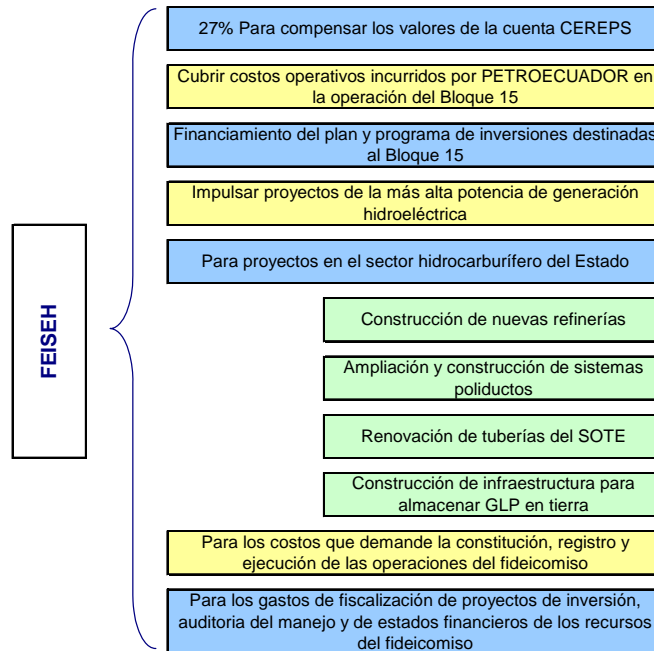 27% Para compensar los valores de la cuenta CEREPS
Cubrir costos operativos incurridos por PETROECUADOR en
la operación del Bloque 15
Financiamiento del plan y programa de inversiones destinadas
al Bloque 15
Impulsar proyectos de la más alta potencia de generación
hidroeléctrica
Para proyectos en el sector hidrocarburífero del Estado
FEISEH
Construcción de nuevas refinerías
Ampliación y construcción de sistemas
poliductos
Renovación de tuberías del SOTE
Construcción de infraestructura para
almacenar GLP en tierra
Para los costos que demande la constitución, registro y
ejecución de las operaciones del fideicomiso
Para los gastos de fiscalización de proyectos de inversión,
auditoria del manejo y de estados financieros de los recursos
del fideicomiso